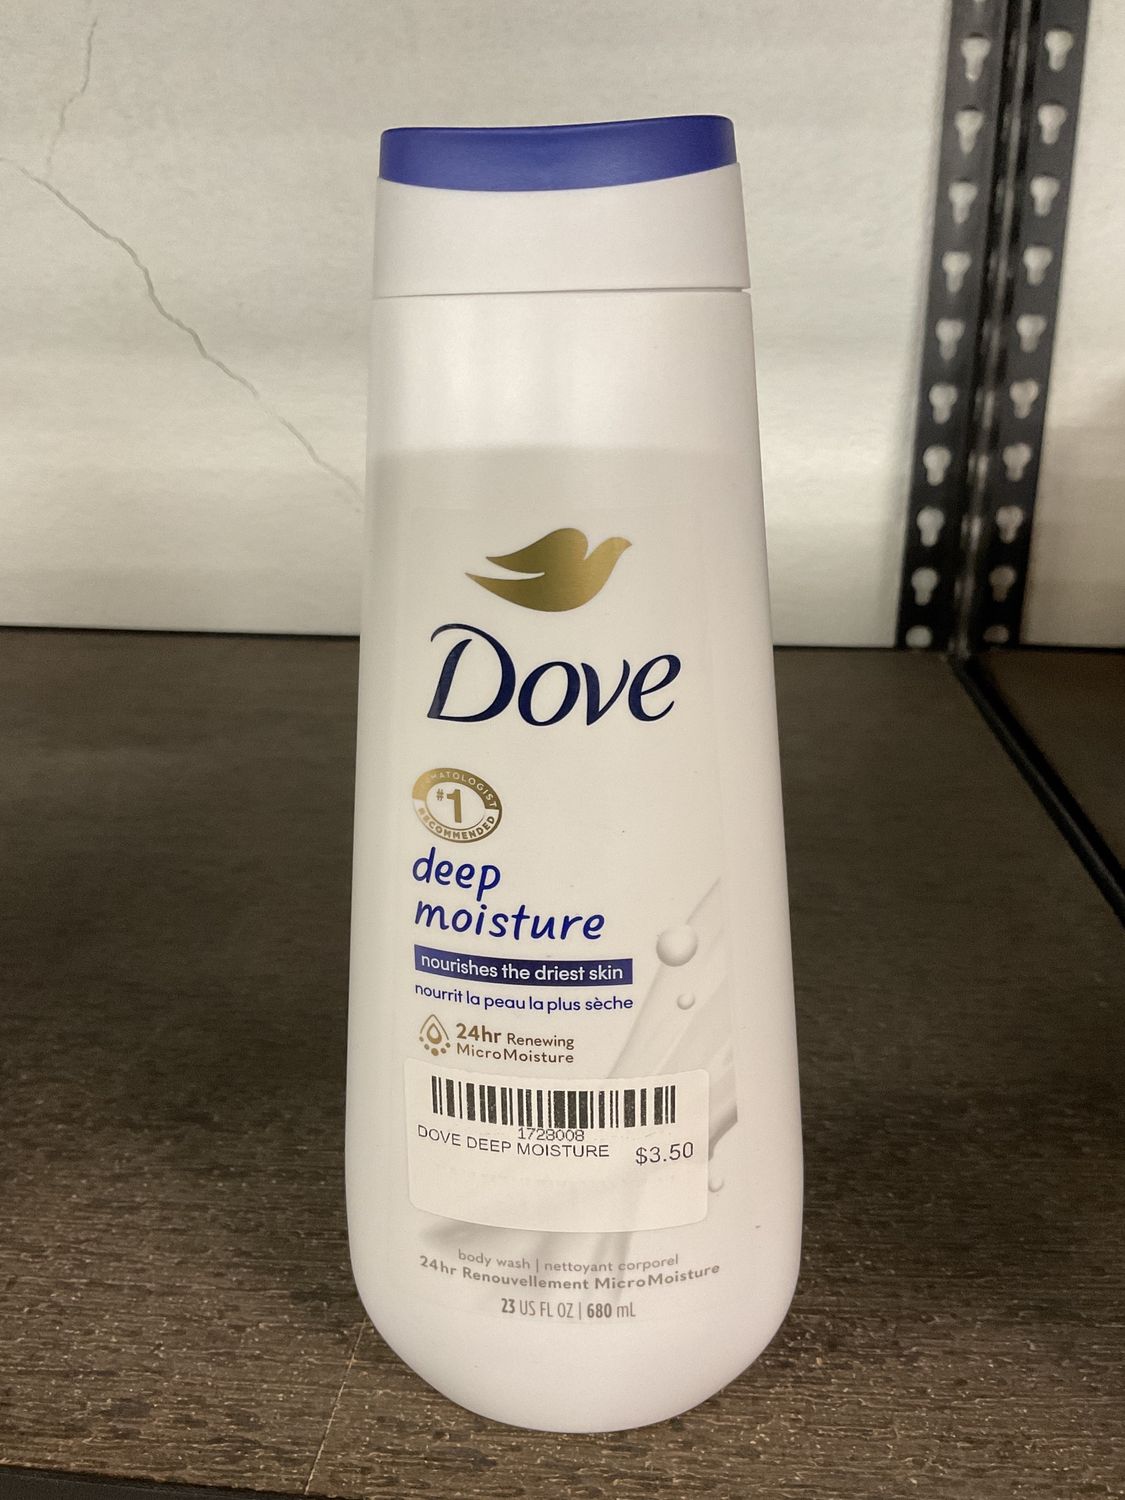 Dove
DERMATOLOGIST
#1
RECOMMENDED
deep
moisture
nourishes the driest skin
nourrit la peau la plus sèche
24hr Renewing
MicroMoisture
1728008
DOVE DEEP MOISTURE $3.50
body wash | nettoyant corporel
24hr Renouvellement MicroMoisture
23 US FL OZ | 680 mL